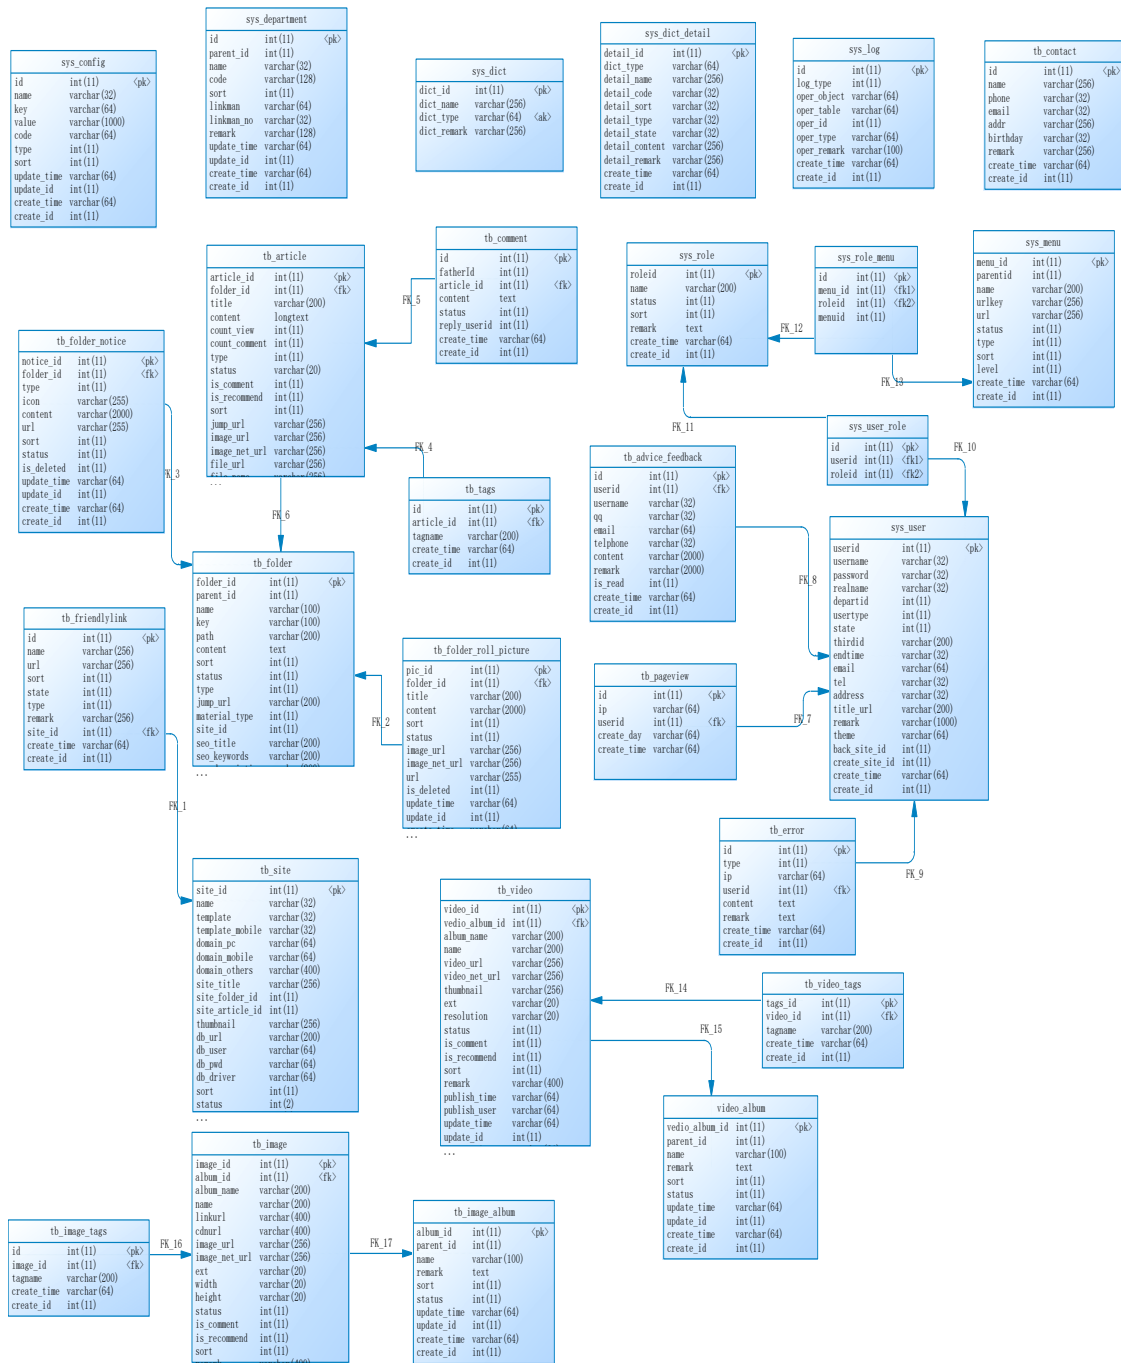 sys_config
id int(11) <pk>
name varchar(32)
key varchar(64)
value varchar(1000)
code varchar(64)
type int(11)
sort int(11)
update_time varchar(64)
update_id int(11)
create_time varchar(64)
create_id int(11)
sys_department
id int(11) <pk>
parent_id int(11)
name varchar(32)
code varchar(128)
sort int(11)
linkman varchar(64)
linkman_no varchar(32)
remark varchar(128)
update_time varchar(64)
update_id int(11)
create_time varchar(64)
create_id int(11)
sys_dict
dict_id int(11) <pk>
dict_name varchar(256)
dict_type varchar(64) <ak>
dict_remark varchar(256)
sys_dict_detail
detail_id int(11) <pk>
dict_type varchar(64)
detail_name varchar(256)
detail_code varchar(32)
detail_sort varchar(32)
detail_type varchar(32)
detail_state varchar(32)
detail_content varchar(256)
detail_remark varchar(256)
create_time varchar(64)
create_id int(11)
sys_log
id int(11) <pk>
log_type int(11)
oper_object varchar(64)
oper_table varchar(64)
oper_id int(11)
oper_type varchar(64)
oper_remark varchar(100)
create_time varchar(64)
create_id int(11)
tb_contact
id int(11) <pk>
name varchar(256)
phone varchar(32)
email varchar(32)
addr varchar(256)
birthday varchar(32)
remark varchar(256)
create_time varchar(64)
create_id int(11)
tb_article
article_id int(11) <pk>
folder_id int(11) <fk>
title varchar(200)
content longtext
count_view int(11)
count_comment int(11)
type int(11)
status varchar(20)
is_comment int(11)
is_recommend int(11)
sort int(11)
jump_url varchar(256)
image_url varchar(256)
image_net_url varchar(256)
file_url varchar(256)
...
tb_comment
id int(11) <pk>
fatherId int(11)
article_id int(11) <fk>
content text
status int(11)
reply_userid int(11)
create_time varchar(64)
create_id int(11)
FK_5
sys_role
roleid int(11) <pk>
name varchar(200)
status int(11)
sort int(11)
remark text
create_time varchar(64)
create_id int(11)
sys_role_menu
id int(11) <pk>
menu_id int(11) <fk1>
roleid int(11) <fk2>
menuid int(11)
FK_12
FK_13
sys_menu
menu_id int(11) <pk>
parentid int(11)
name varchar(200)
urlkey varchar(256)
url varchar(256)
status int(11)
type int(11)
sort int(11)
level int(11)
create_time varchar(64)
create_id int(11)
tb_folder_notice
notice_id int(11) <pk>
folder_id int(11) <fk>
type int(11)
icon varchar(255)
content varchar(2000)
url varchar(255)
sort int(11)
status int(11)
is_deleted int(11)
update_time varchar(64)
update_id int(11)
create_time varchar(64)
create_id int(11)
FK_3
FK_4
FK_6
tb_tags
id int(11) <pk>
article_id int(11) <fk>
tagname varchar(200)
create_time varchar(64)
create_id int(11)
FK_11
sys_user_role
id int(11) <pk>
userid int(11) <fk1>
roleid int(11) <fk2>
FK_10
tb_advice_feedback
id int(11) <pk>
userid int(11) <fk>
username varchar(32)
qq varchar(32)
email varchar(64)
telphone varchar(32)
content varchar(2000)
remark varchar(2000)
is_read int(11)
create_time varchar(64)
create_id int(11)
FK_8
sys_user
userid int(11) <pk>
username varchar(32)
password varchar(32)
realname varchar(32)
departid int(11)
usertype int(11)
state int(11)
thirdid varchar(200)
endtime varchar(32)
email varchar(64)
tel varchar(32)
address varchar(32)
title_url varchar(200)
remark varchar(1000)
theme varchar(64)
back_site_id int(11)
create_site_id int(11)
create_time varchar(64)
create_id int(11)
tb_folder
folder_id int(11) <pk>
parent_id int(11)
name varchar(100)
key varchar(100)
path varchar(200)
content text
sort int(11)
status int(11)
type int(11)
jump_url varchar(200)
material_type int(11)
site_id int(11)
seo_title varchar(200)
seo_keywords varchar(200)
...
tb_friendlylink
id int(11) <pk>
name varchar(256)
url varchar(256)
sort int(11)
state int(11)
type int(11)
remark varchar(256)
site_id int(11) <fk>
create_time varchar(64)
create_id int(11)
FK_1
FK_2
tb_folder_roll_picture
pic_id int(11) <pk>
folder_id int(11) <fk>
title varchar(200)
content varchar(2000)
sort int(11)
status int(11)
image_url varchar(256)
image_net_url varchar(256)
url varchar(255)
is_deleted int(11)
update_time varchar(64)
update_id int(11)
create_time varchar(64)
...
tb_pageview
id int(11) <pk>
ip varchar(64)
userid int(11) <fk>
create_day varchar(64)
create_time varchar(64)
FK_7
tb_error
id int(11) <pk>
type int(11)
ip varchar(64)
userid int(11) <fk>
content text
remark text
create_time varchar(64)
create_id int(11)
FK_9
tb_site
site_id int(11) <pk>
name varchar(32)
template varchar(32)
template_mobile varchar(32)
domain_pc varchar(64)
domain_mobile varchar(64)
domain_others varchar(400)
site_title varchar(256)
site_folder_id int(11)
site_article_id int(11)
thumbnail varchar(256)
db_url varchar(200)
db_user varchar(64)
db_pwd varchar(64)
db_driver varchar(64)
sort int(11)
status int(2)
...
tb_video
video_id int(11) <pk>
vedio_album_id int(11) <fk>
album_name varchar(200)
name varchar(200)
video_url varchar(256)
video_net_url varchar(256)
thumbnail varchar(256)
ext varchar(20)
resolution varchar(20)
status int(11)
is_comment int(11)
is_recommend int(11)
sort int(11)
remark varchar(400)
publish_time varchar(64)
publish_user varchar(64)
update_time varchar(64)
update_id int(11)
...
FK_14
FK_15
tb_video_tags
tags_id int(11) <pk>
video_id int(11) <fk>
tagname varchar(200)
create_time varchar(64)
create_id int(11)
video_album
vedio_album_id int(11) <pk>
parent_id int(11)
name varchar(100)
remark text
sort int(11)
status int(11)
update_time varchar(64)
update_id int(11)
create_time varchar(64)
create_id int(11)
tb_image_tags
id int(11) <pk>
image_id int(11) <fk>
tagname varchar(200)
create_time varchar(64)
create_id int(11)
FK_16
tb_image
image_id int(11) <pk>
album_id int(11) <fk>
album_name varchar(200)
name varchar(200)
linkurl varchar(400)
cdnurl varchar(400)
image_url varchar(256)
image_net_url varchar(256)
ext varchar(20)
width varchar(20)
height varchar(20)
status int(11)
is_comment int(11)
is_recommend int(11)
sort int(11)
FK_17
tb_image_album
album_id int(11) <pk>
parent_id int(11)
name varchar(100)
remark text
sort int(11)
status int(11)
update_time varchar(64)
update_id int(11)
create_time varchar(64)
create_id int(11)